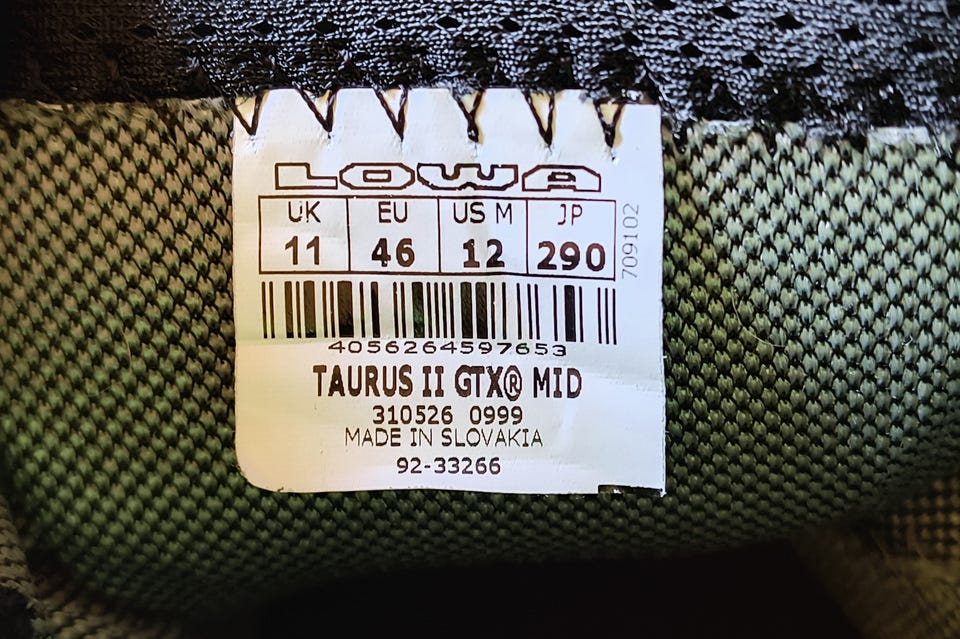 LOWA
UK EU US M JP
11 46 12 290
709102
4056264597653
TAURUS II GTX® MID
310526 0999
MADE IN SLOVAKIA
92-33266